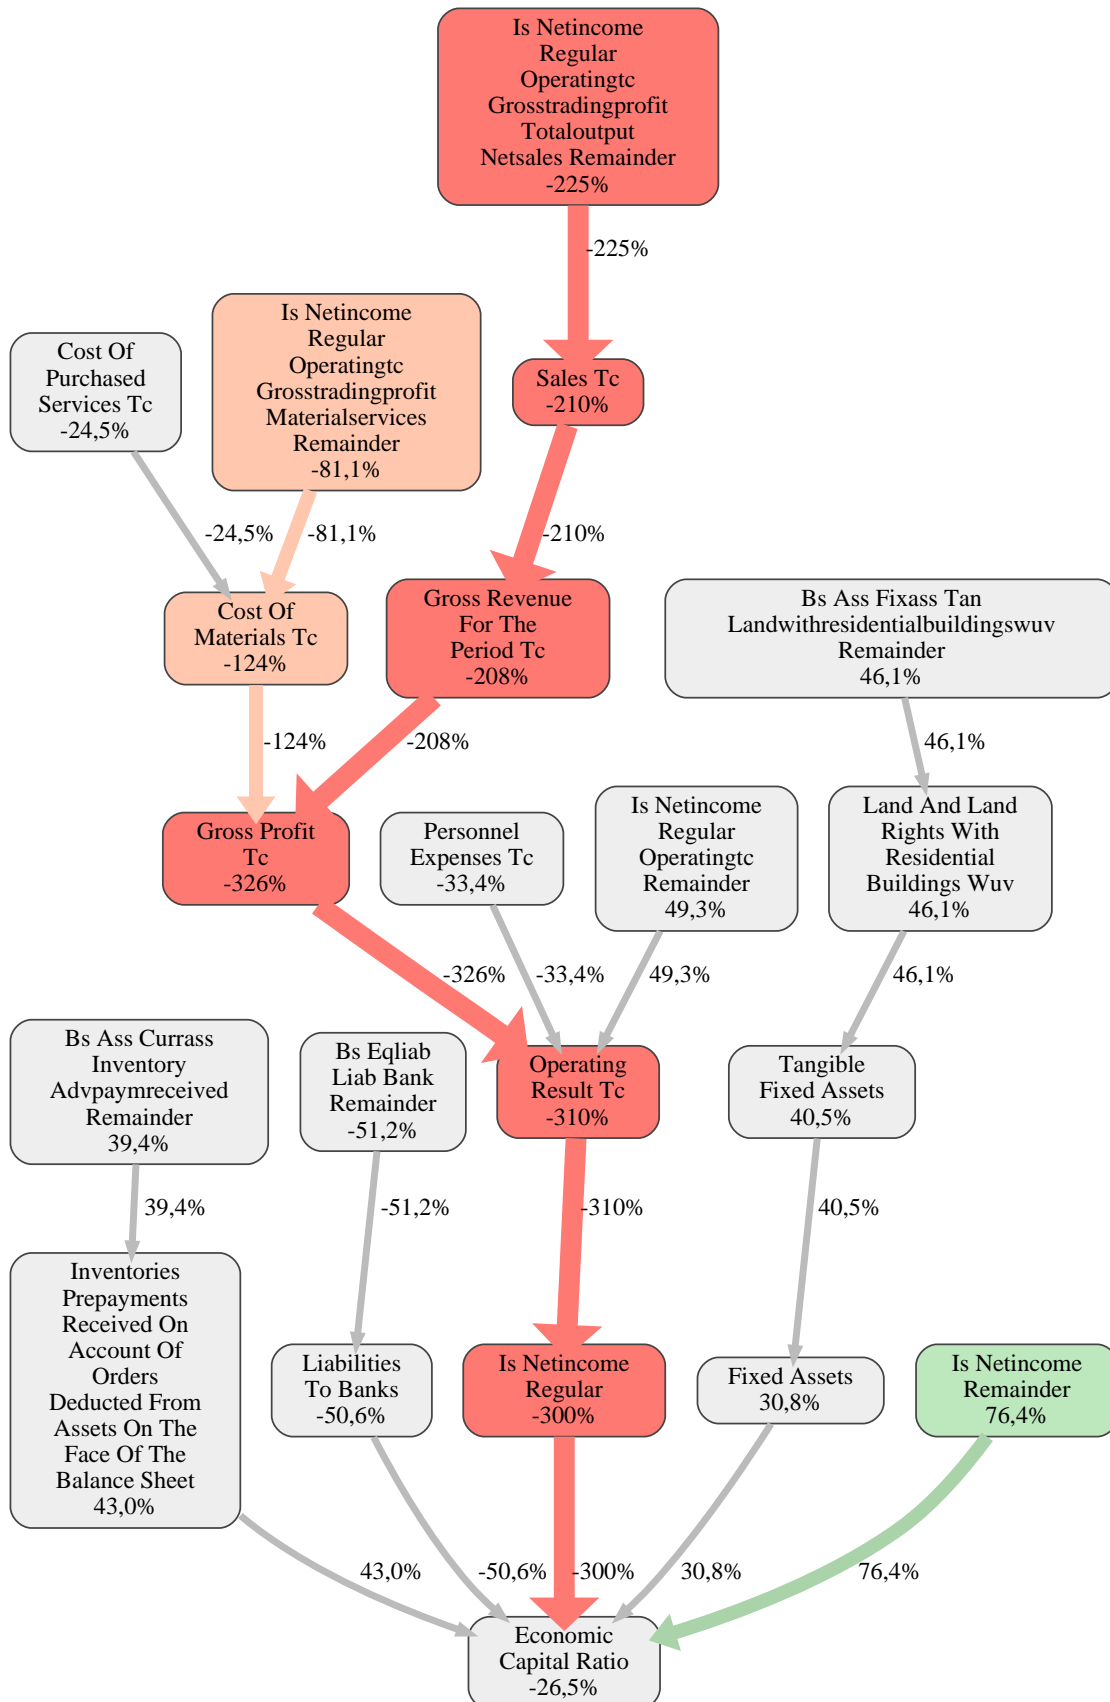 Is Netincome
Regular
Operatingtc
Grosstradingprofit
Totaloutput
Netsales Remainder
-225%
-225%
Cost Of
Purchased
Services Tc
-24,5%
Is Netincome
Regular
Operatingtc
Grosstradingprofit
Materialservices
Remainder
-81,1%
Sales Tc
-210%
-24,5%
-81,1%
-210%
Cost Of
Materials Tc
-124%
Gross Revenue
For The
Period Tc
-208%
Bs Ass Fixass Tan
Landwithresidentialbuildingswuv
Remainder
46,1%
-124%
-208%
46,1%
Gross Profit
Tc
-326%
Personnel
Expenses Tc
-33,4%
Is Netincome
Regular
Operatingtc
Remainder
49,3%
Land And Land
Rights With
Residential
Buildings Wuv
46,1%
-326%
-33,4%
49,3%
46,1%
Bs Ass Currass
Inventory
Advpaymreceived
Remainder
39,4%
Bs Eqliab
Liab Bank
Remainder
-51,2%
Operating
Result Tc
-310%
Tangible
Fixed Assets
40,5%
39,4%
-51,2%
-310%
40,5%
Inventories
Prepayments
Received On
Account Of
Orders
Deducted From
Assets On The
Face Of The
Balance Sheet
43,0%
Liabilities
To Banks
-50,6%
Is Netincome
Regular
-300%
Fixed Assets
30,8%
Is Netincome
Remainder
76,4%
43,0%
-50,6%
-300%
30,8%
76,4%
Economic
Capital Ratio
-26,5%